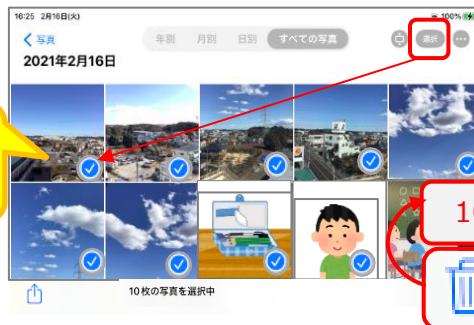 16:25 2月16日(火)
100%
写真
年別 月別 日別 すべての写真
選択
2021年2月16日
10枚の写真を選択中